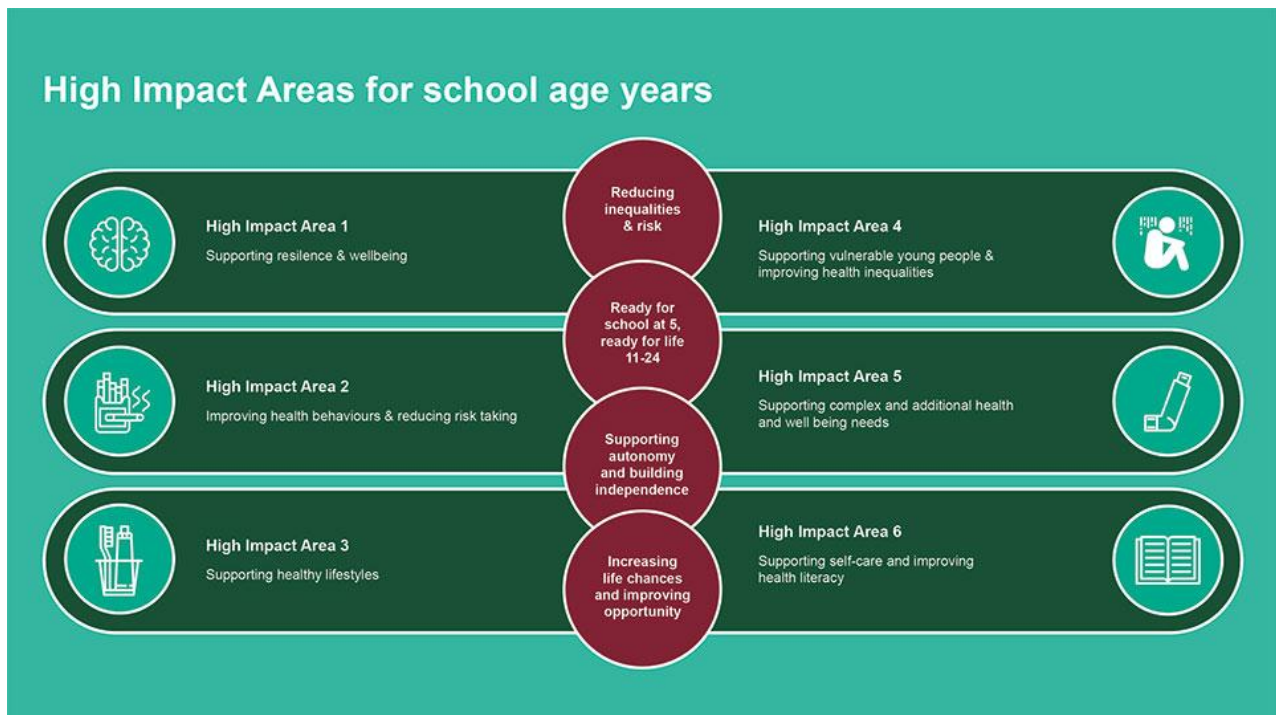 High Impact Areas for school age years
High Impact Area 1
Supporting resilence & wellbeing
High Impact Area 2
Improving health behaviours & reducing risk taking
High Impact Area 3
Supporting healthy lifestyles
Reducing
inequalities
& risk
Ready for
school at 5,
ready for life
11-24
Supporting
autonomy
and building
independence
Increasing
life chances
and improving
opportunity
High Impact Area 4
Supporting vulnerable young people &
improving health inequalities
High Impact Area 5
Supporting complex and additional health
and well being needs
High Impact Area 6
Supporting self-care and improving
health literacy